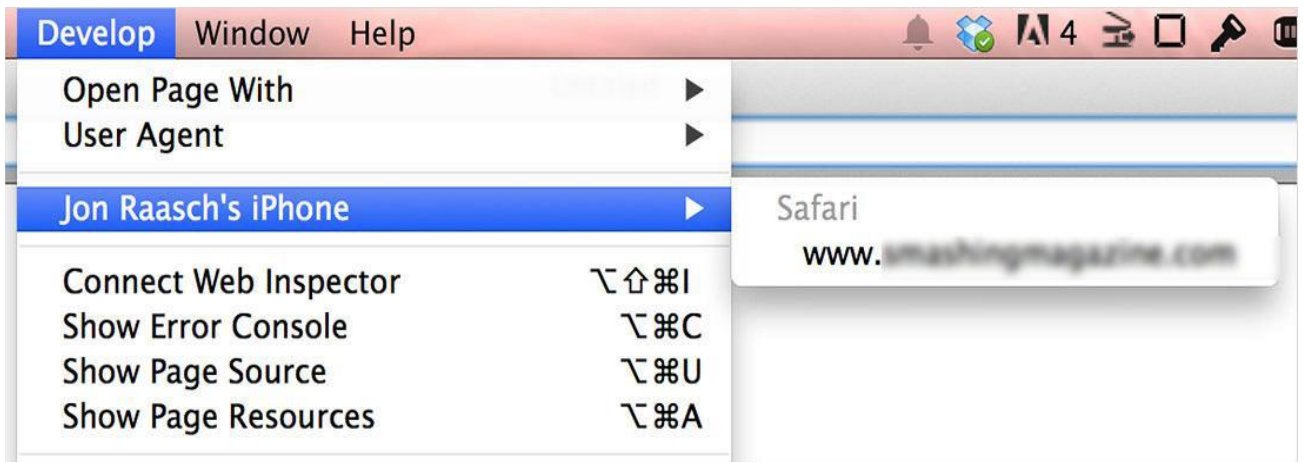 Develop Window Help 4
Open Page With
User Agent
Jon Raasch's iPhone
Safari
www.
Connect Web Inspector ⌥⇧⌘I
Show Error Console ⌥⌘C
Show Page Source ⌥⌘U
Show Page Resources ⌥⌘A